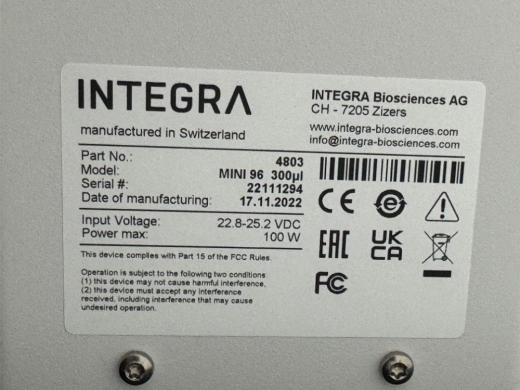 INTEGRA
manufactured in Switzerland
INTEGRA Biosciences AG
CH - 7205 Zizers
www.integra-biosciences.com
info@integra-biosciences.com
Part No.: 4803
Model: MINI 96 300µl
Serial #: 22111294
Date of manufacturing: 17.11.2022
Input Voltage: 22.8-25.2 VDC
Power max: 100 W
This device complies with Part 15 of the FCC Rules.
Operation is subject to the following two conditions
(1) this device may not cause harmful interference.
(2) this device must accept any interference
received, including interference that may cause
undesired operation.
CE
EAC
UK
CA
FC